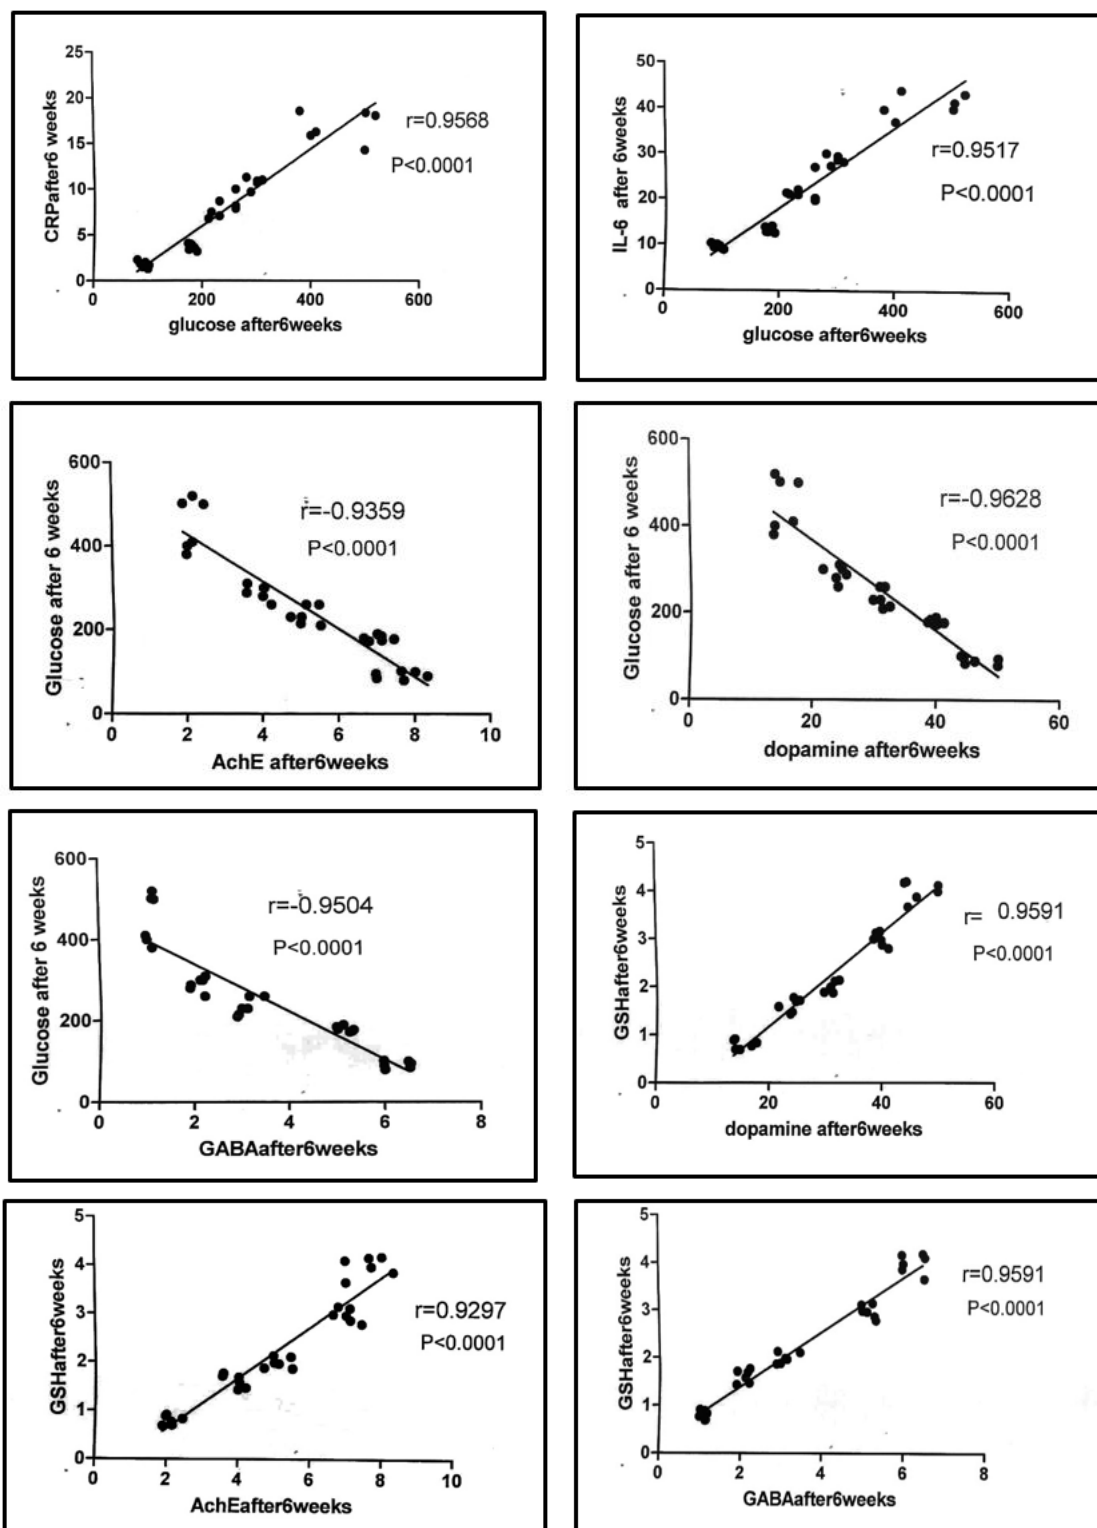 25
20
15
10
5
0
CRPafter6 weeks
r=0.9568
P<0.0001
0 200 400 600
glucose after6weeks
50
40
30
20
10
0
IL-6 after 6weeks
r=0.9517
P<0.0001
0 200 400 600
glucose after6weeks
600
400
200
0
Glucose after 6 weeks
r=-0.9359
P<0.0001
0 2 4 6 8 10
AchE after6weeks
600
400
200
0
Glucose after 6 weeks
r=-0.9628
P<0.0001
0 20 40 60
dopamine after6weeks
600
400
200
0
Glucose after 6 weeks
r=-0.9504
P<0.0001
0 2 4 6 8
GABAafter6weeks
5
4
3
2
1
0
GSHafter6weeks
r= 0.9591
P<0.0001
0 20 40 60
dopamine after6weeks
5
4
3
2
1
0
GSHafter6weeks
r=0.9297
P<0.0001
0 2 4 6 8 10
AchEafter6weeks
5
4
3
2
1
0
GSHafter6weeks
r=0.9591
P<0.0001
0 2 4 6 8
GABAafter6weeks